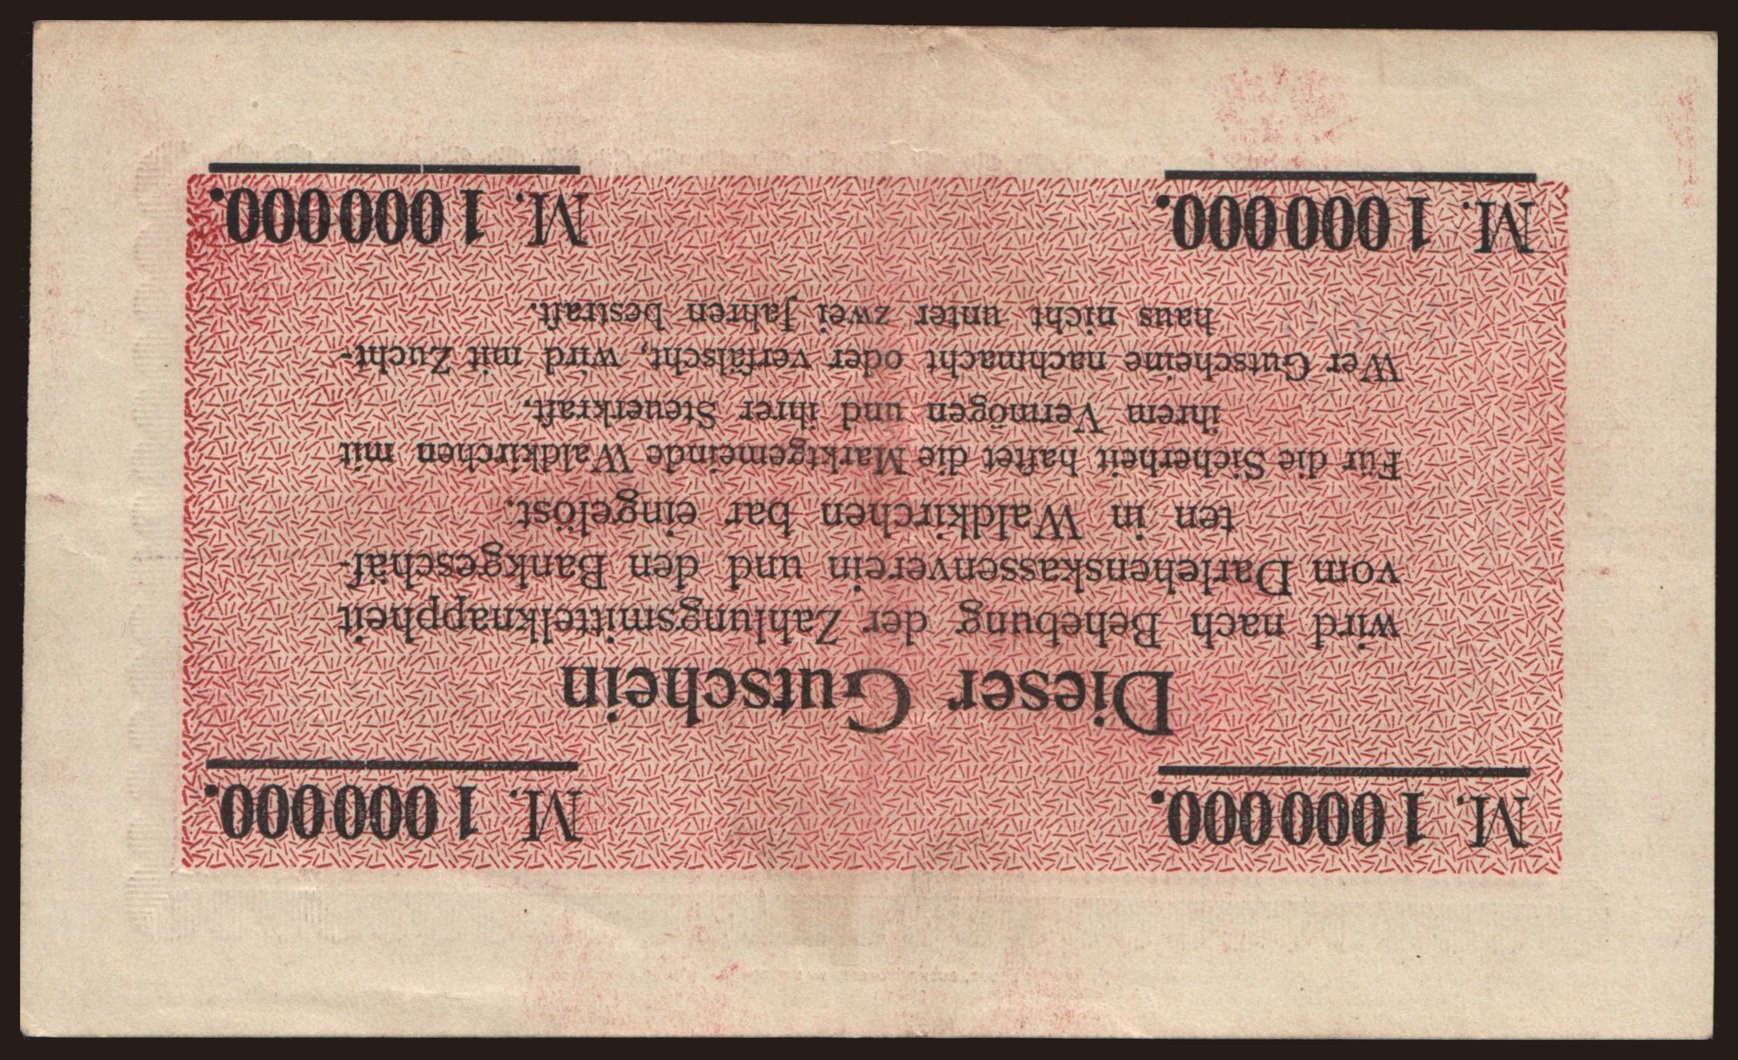 M. 1 000 000. M. 1 000 000.
Dieser Gutschein
wird nach Behebung der Zahlungsmittelknappheit
vom Darlehenskassenverein und den Bankgeschäf-
ten in Waldkirchen bar eingelöst.
Für die Sicherheit haftet die Marktgemeinde Waldkirchen mit
ihrem Vermögen und ihrer Steuerkraft.
Wer Gutscheine nachmacht oder verfälscht, wird mit Zucht-
haus nicht unter zwei Jahren bestraft.
M. 1 000 000. M. 1 000 000.